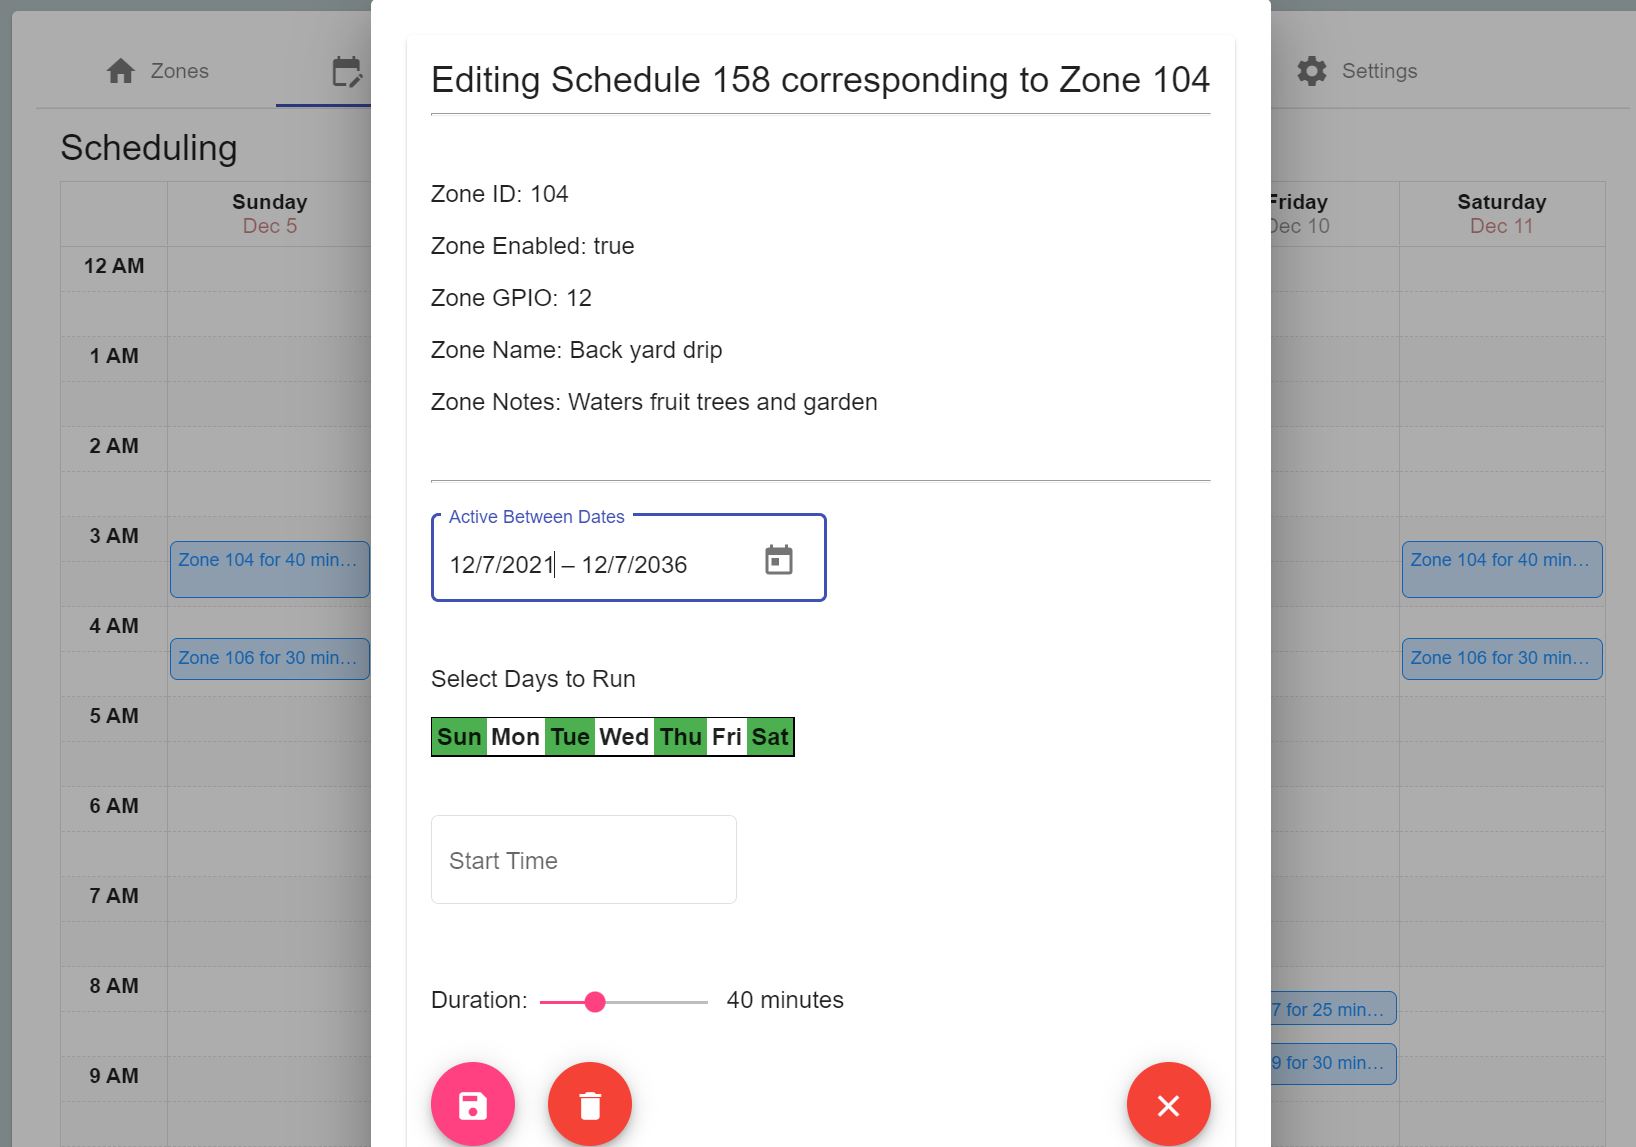 Zones
Settings
Scheduling
Sunday
Dec 5
Friday
Dec 10
Saturday
Dec 11
12 AM
1 AM
2 AM
3 AM
4 AM
5 AM
6 AM
7 AM
8 AM
9 AM
Zone 104 for 40 min...
Zone 106 for 30 min...
Zone 104 for 40 min...
Zone 106 for 30 min...
7 for 25 min...
9 for 30 min...
Editing Schedule 158 corresponding to Zone 104
Zone ID: 104
Zone Enabled: true
Zone GPIO: 12
Zone Name: Back yard drip
Zone Notes: Waters fruit trees and garden
Active Between Dates
12/7/2021 – 12/7/2036
Select Days to Run
Sun Mon Tue Wed Thu Fri Sat
Start Time
Duration: 40 minutes